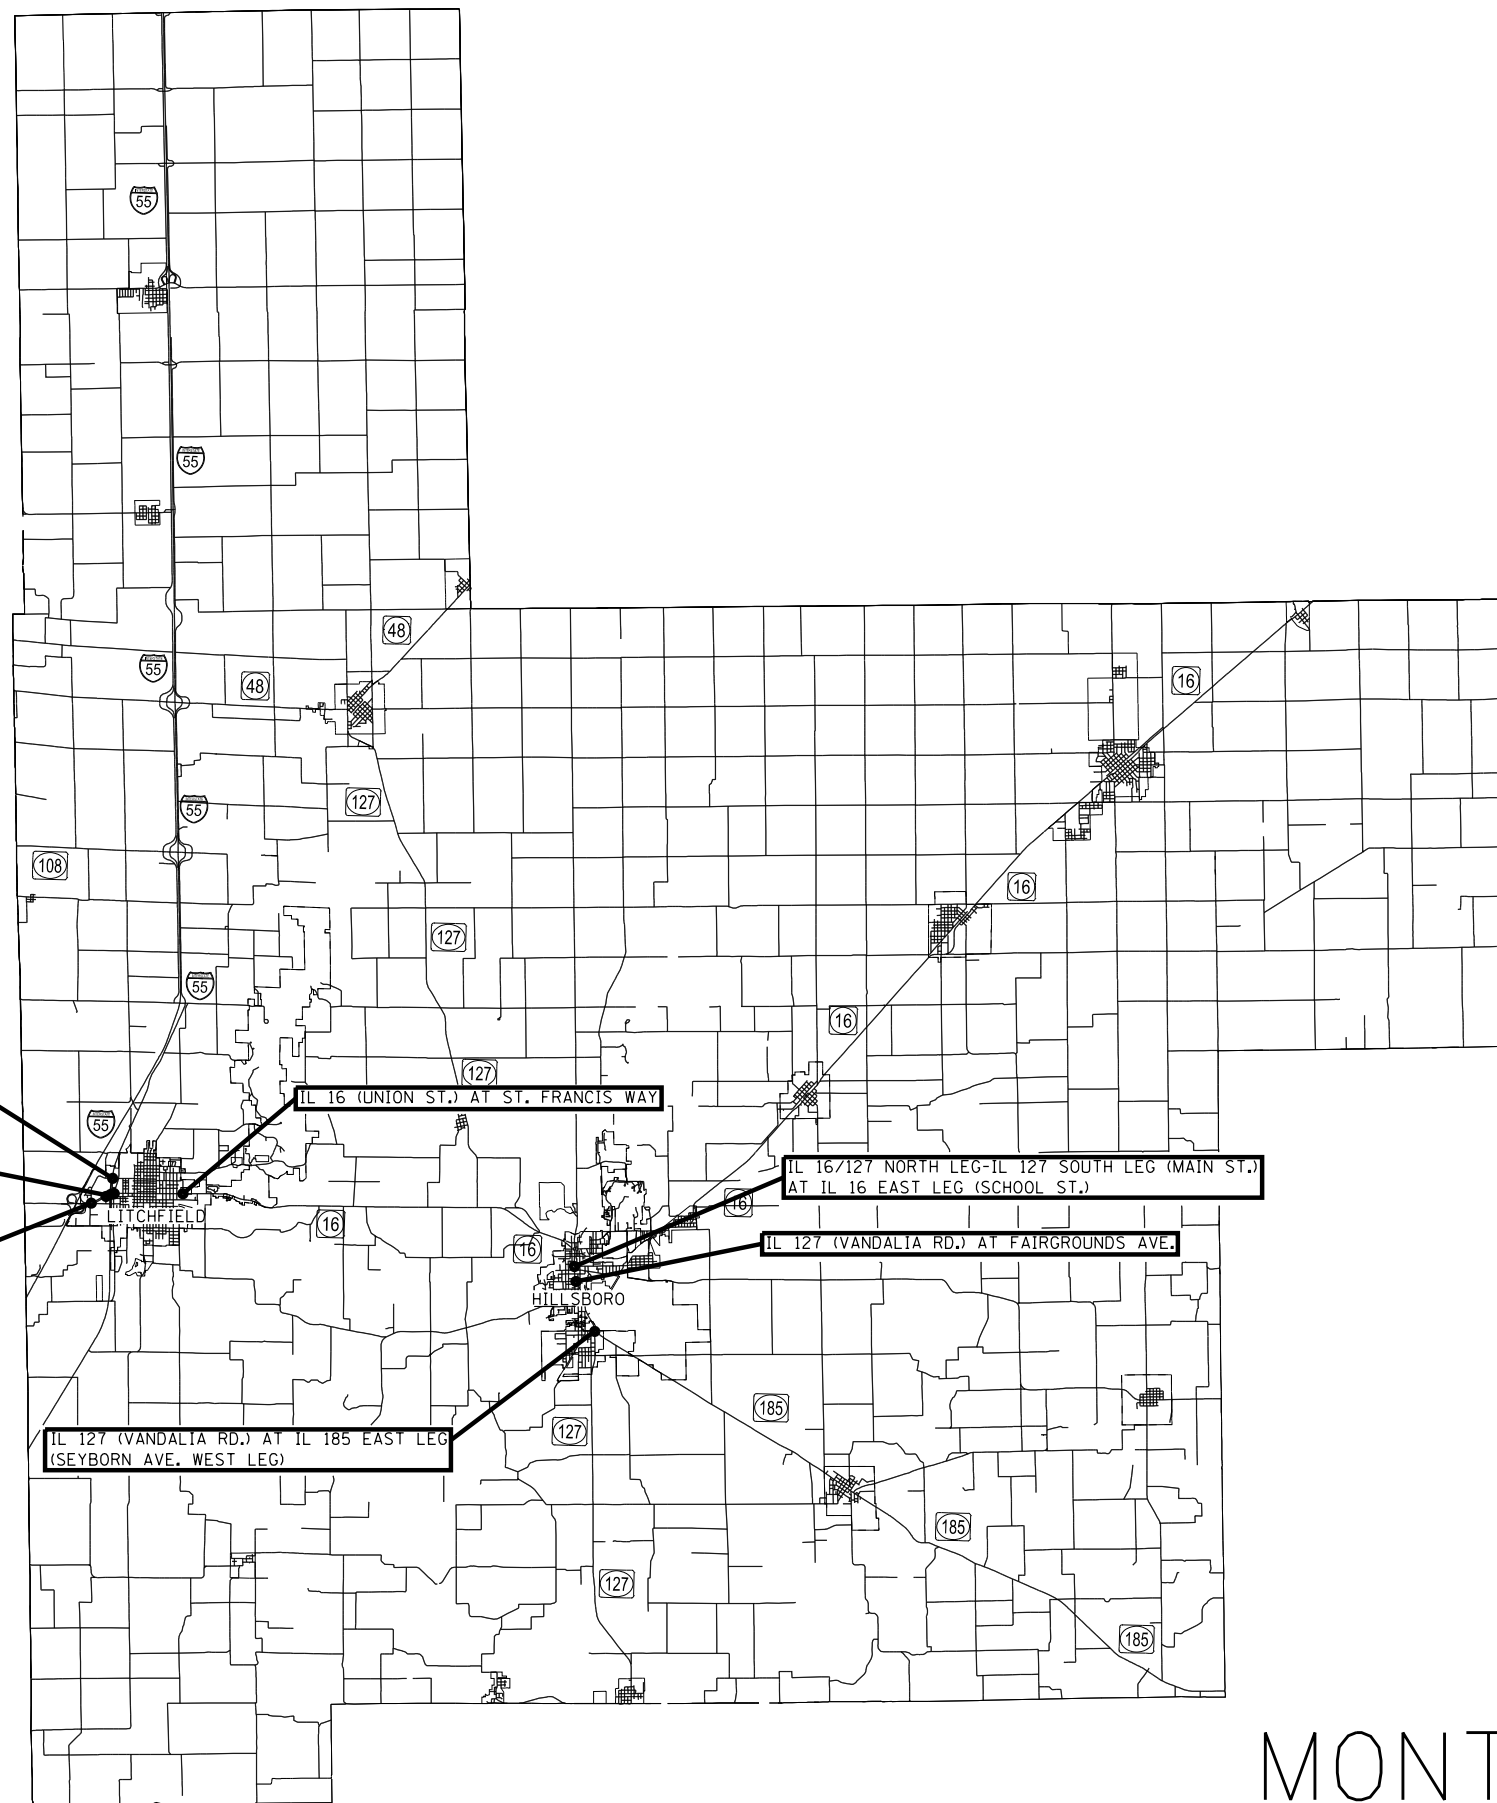 55
55
48
55
48
16
127
55
108
16
127
55
16
127
IL 16 (UNION ST.) AT ST. FRANCIS WAY
55
IL 16/127 NORTH LEG-IL 127 SOUTH LEG (MAIN ST.)
AT IL 16 EAST LEG (SCHOOL ST.)
16
LITCHFIELD
16
16
IL 127 (VANDALIA RD.) AT FAIRGROUNDS AVE.
HILLSBORO
185
127
IL 127 (VANDALIA RD.) AT IL 185 EAST LEG
(SEYBORN AVE. WEST LEG)
185
127
185
MONT